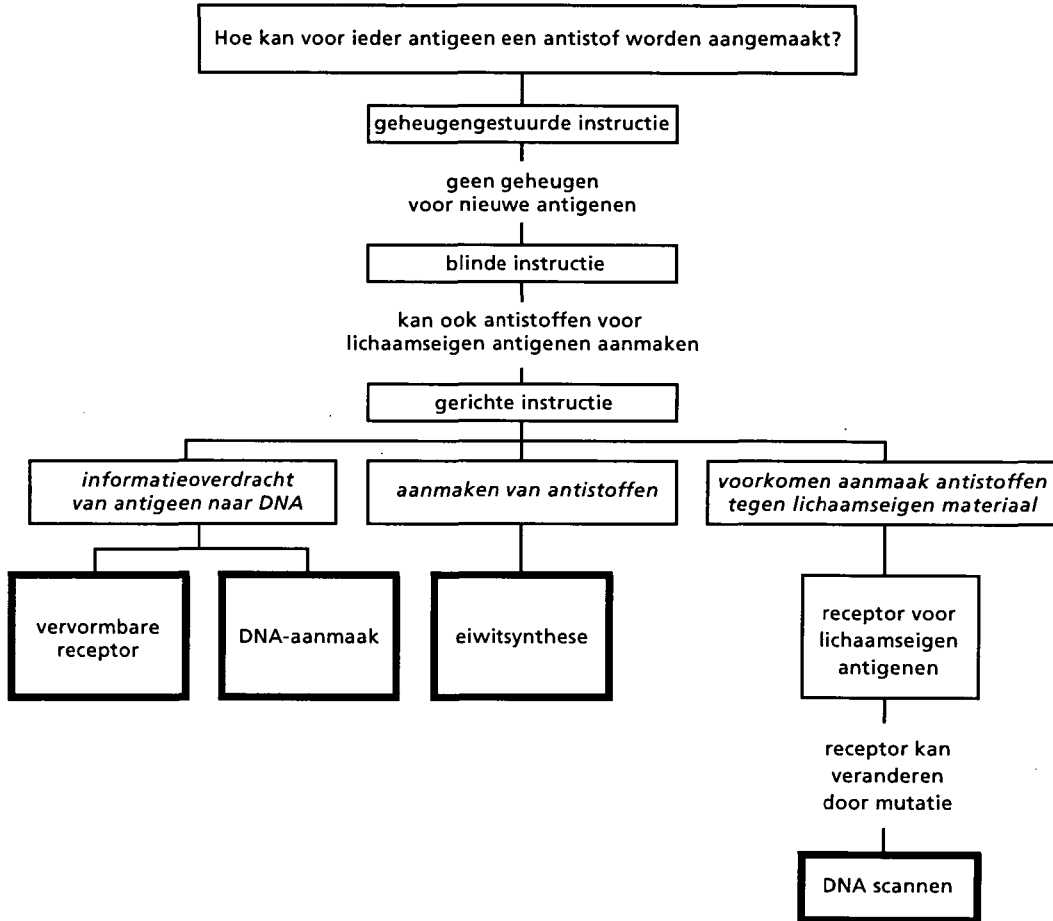 Hoe kan voor ieder antigeen een antistof worden aangemaakt?
geheugengestuurde instructie
geen geheugen
voor nieuwe antigenen
blinde instructie
kan ook antistoffen voor
lichaamseigen antigenen aanmaken
gerichte instructie
informatieoverdracht
van antigeen naar DNA
aanmaken van antistoffen
voorkomen aanmaak antistoffen
tegen lichaamseigen materiaal
vervormbare
receptor
DNA-aanmaak
eiwitsynthese
receptor voor
lichaamseigen
antigenen
receptor kan
veranderen
door mutatie
DNA scannen